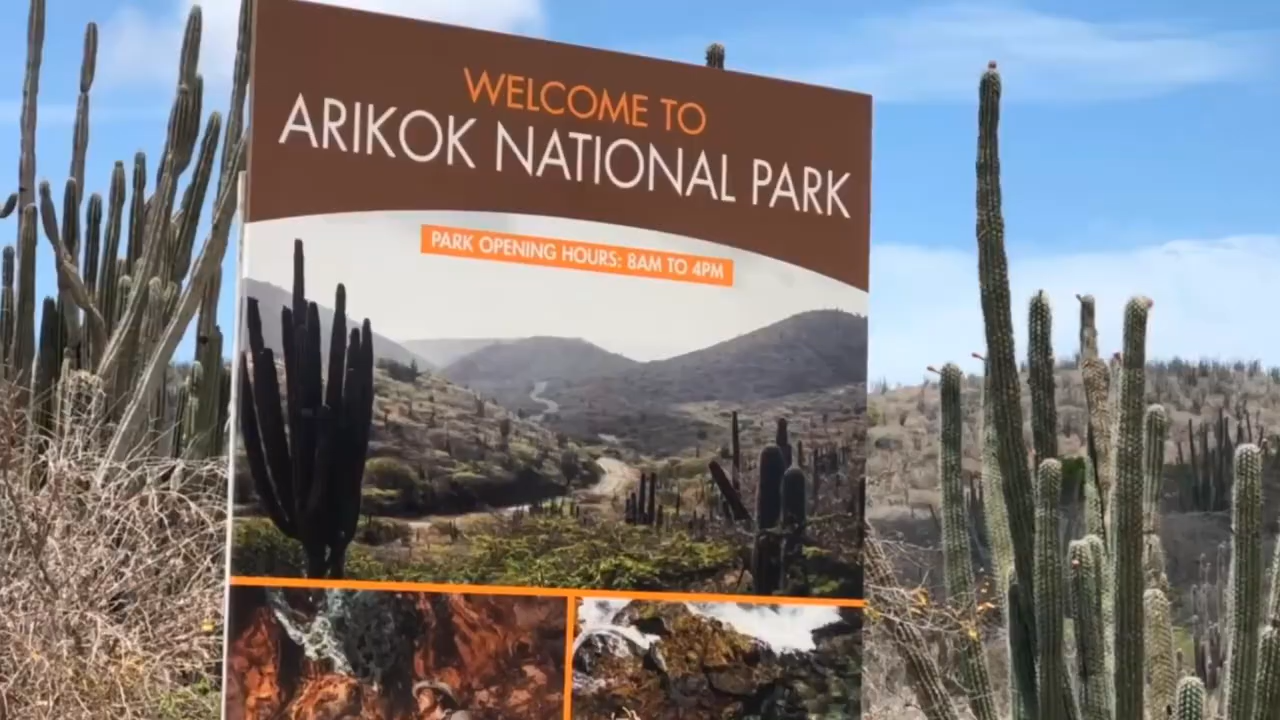 WELCOME TO
ARIKOK NATIONAL PARK
PARK OPENING HOURS: 8AM TO 4PM